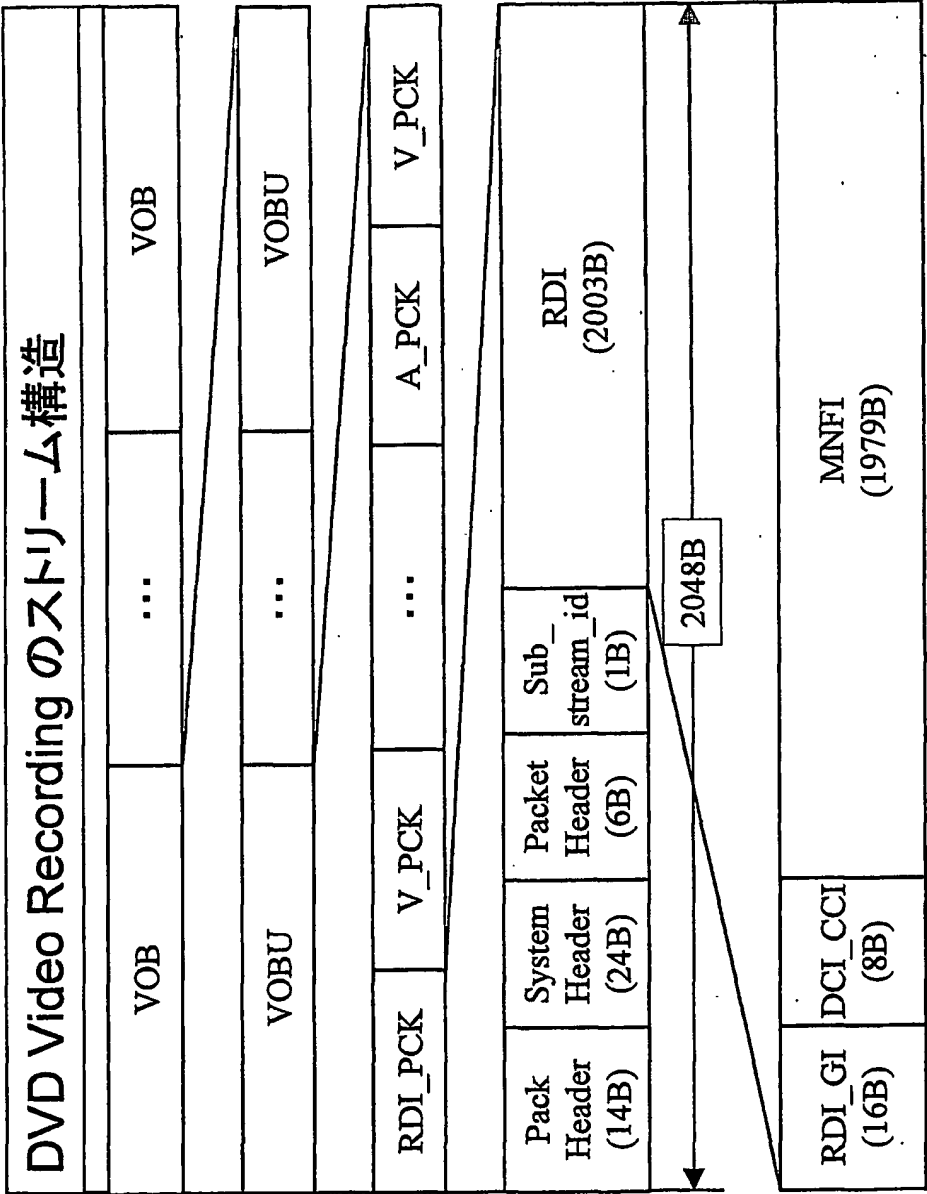 DVD Video Recording のストリーム構造
VOB
...
VOB
VOBU
...
VOBU
RDI_PCK
V_PCK
...
A_PCK
V_PCK
Pack
Header
(14B)
System
Header
(24B)
Packet
Header
(6B)
Sub_
stream_id
(1B)
RDI
(2003B)
2048B
RDI_GI
(16B)
DCI_CCI
(8B)
MNFI
(1979B)